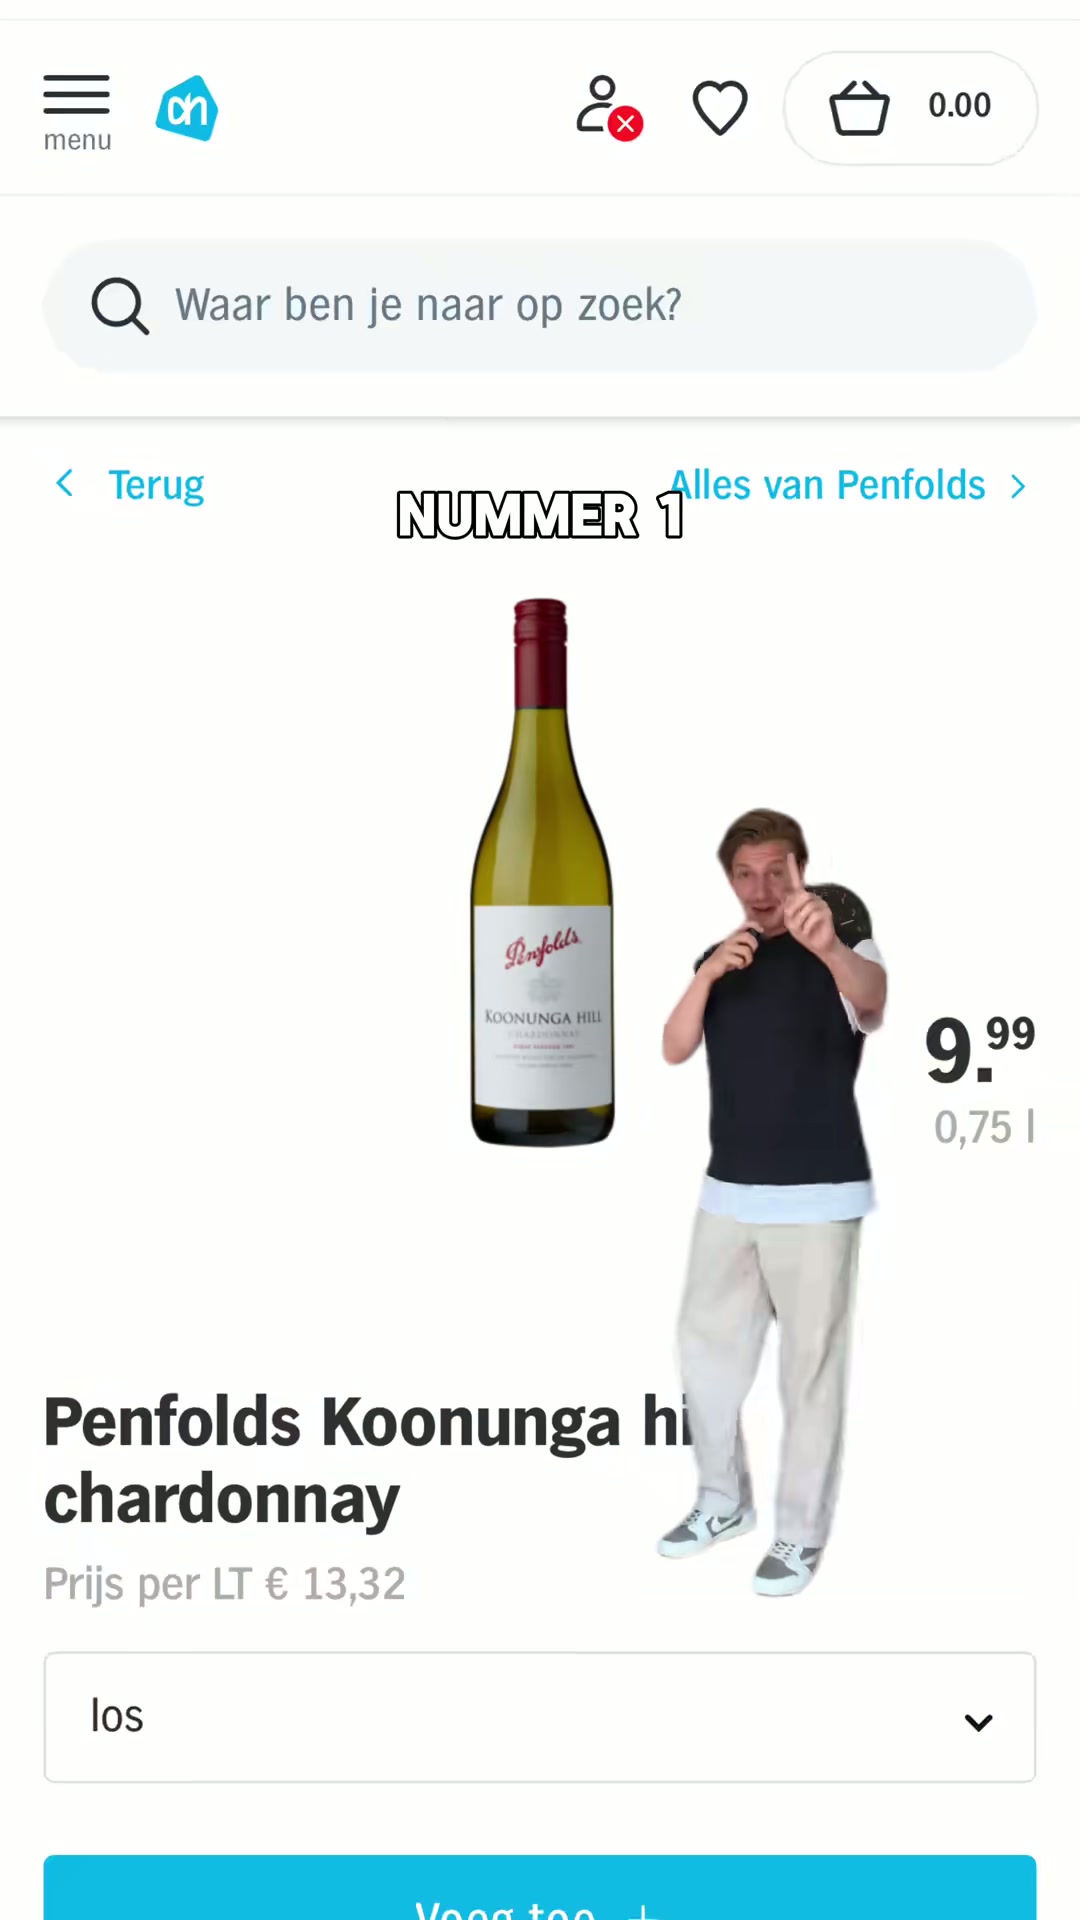 menu
ah
0.00
Waar ben je naar op zoek?
Terug
Alles van Penfolds
NUMMER 1
Penfolds
KOONUNGA HILL
CHARDONNAY
9.99
0,75 l
Penfolds Koonunga hi
chardonnay
Prijs per LT € 13,32
los
Voeg toe +